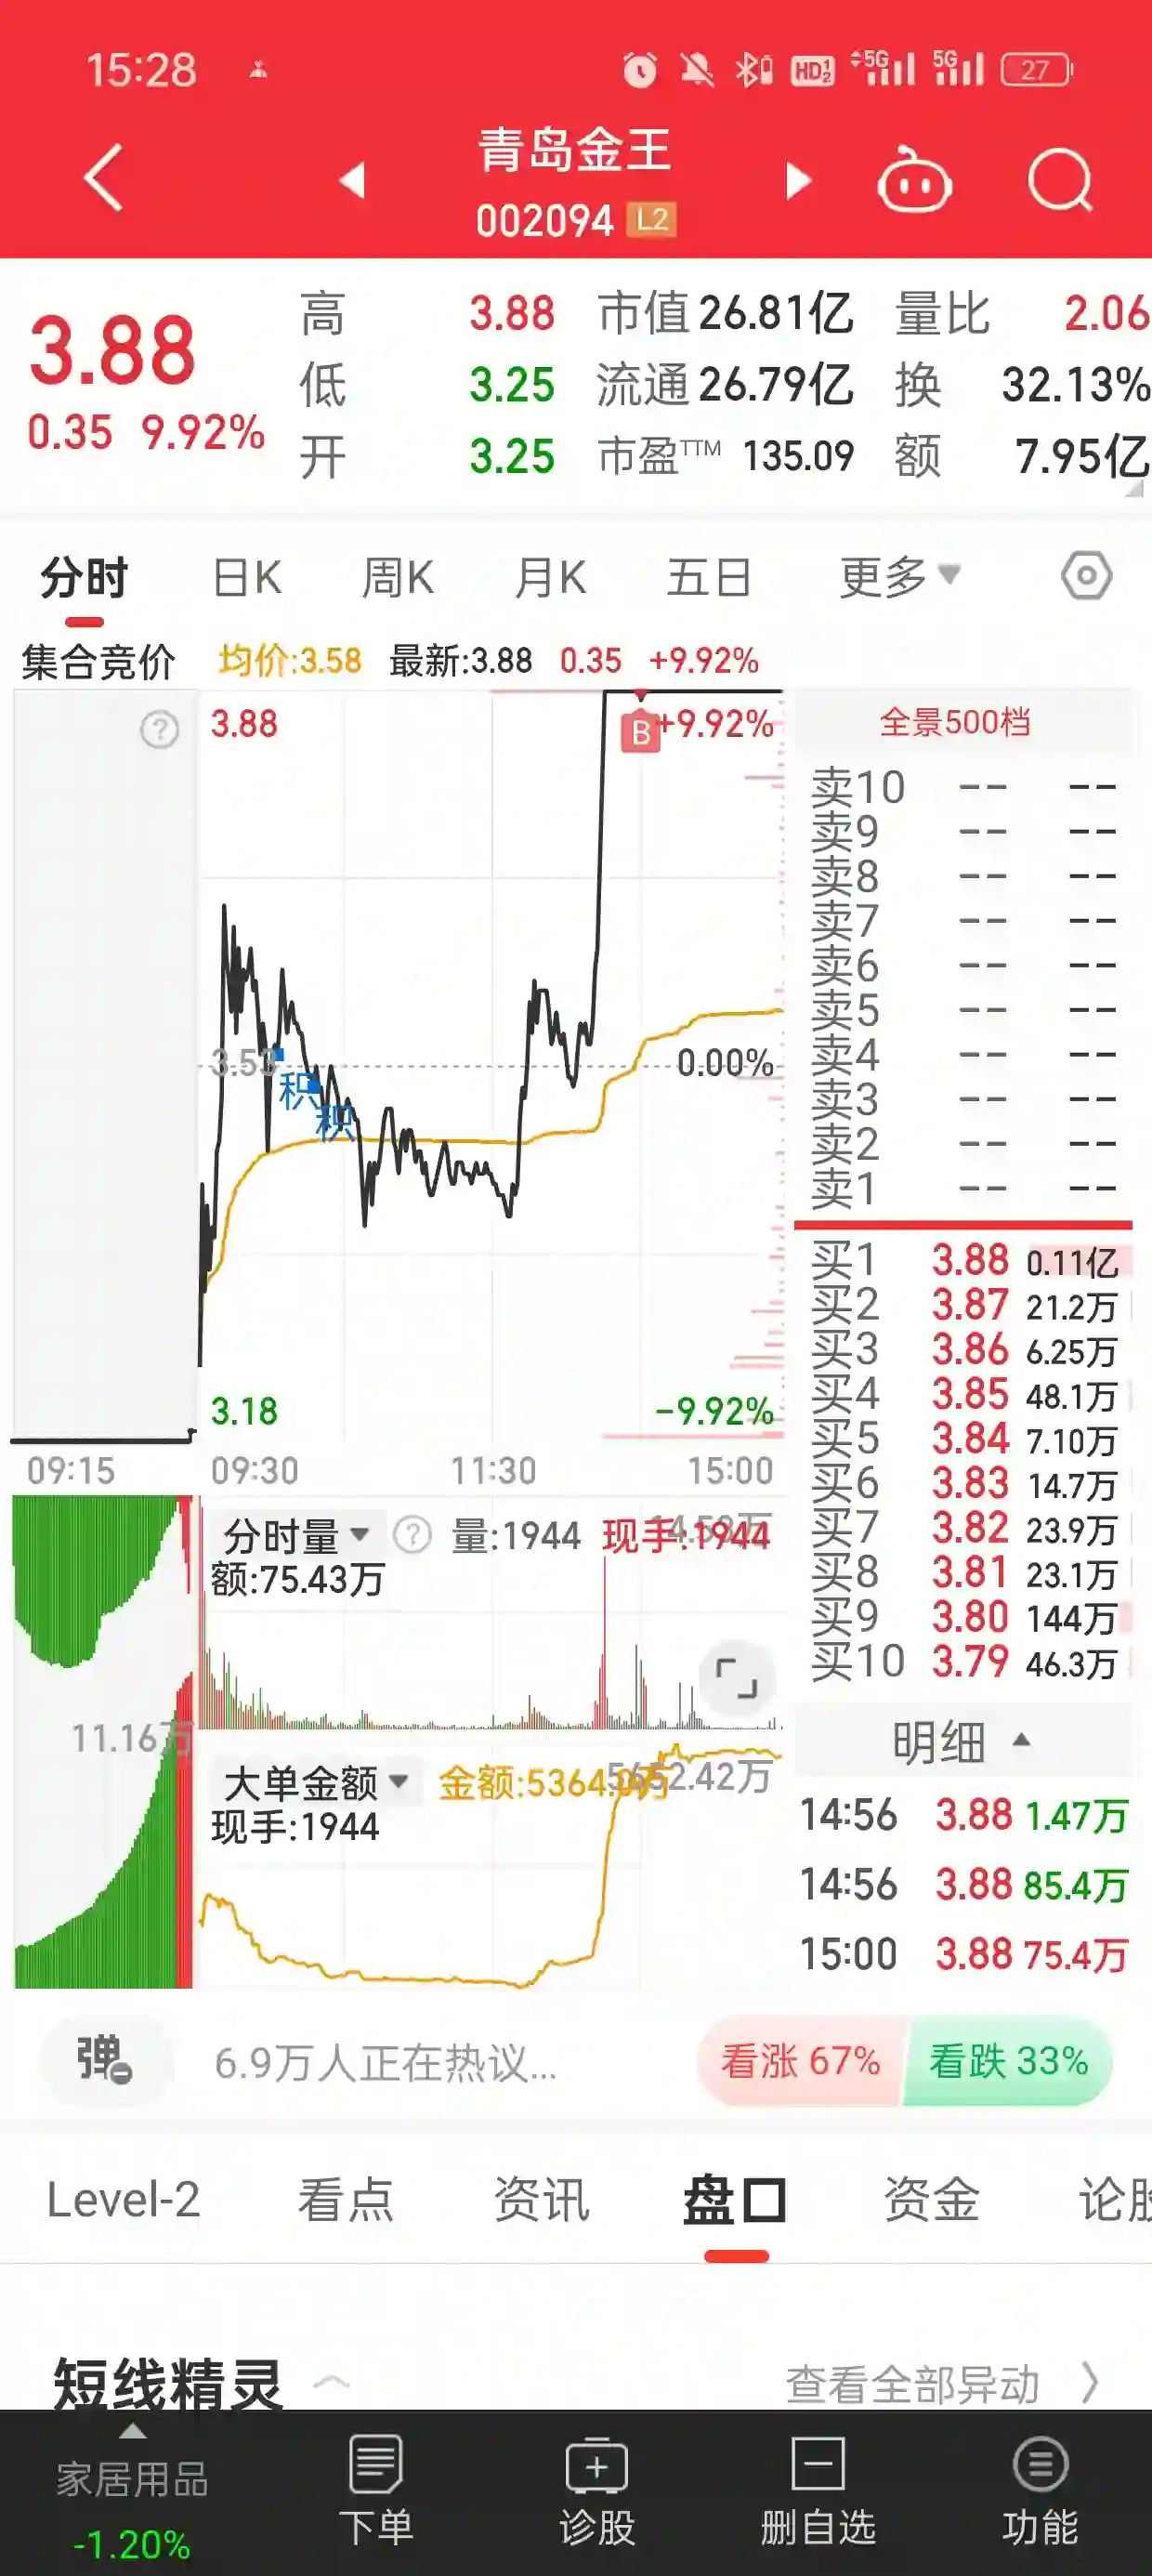 15:28 HD 1 2 5G 5G 27
青岛金王
002094 L2
3.88
0.35 9.92%
高 3.88 市值 26.81亿 量比 2.06
低 3.25 流通 26.79亿 换 32.13%
开 3.25 市盈TTM 135.09 额 7.95亿
分时 日K 周K 月K 五日 更多
集合竞价 均价:3.58 最新:3.88 0.35 +9.92%
? 3.88 B +9.92%
3.53 0.00%
积
积
3.18 -9.92%
09:15 09:30 11:30 15:00
全景500档
卖10 -- --
卖9 -- --
卖8 -- --
卖7 -- --
卖6 -- --
卖5 -- --
卖4 -- --
卖3 -- --
卖2 -- --
卖1 -- --
买1 3.88 0.11亿
买2 3.87 21.2万
买3 3.86 6.25万
买4 3.85 48.1万
买5 3.84 7.10万
买6 3.83 14.7万
买7 3.82 23.9万
买8 3.81 23.1万
买9 3.80 144万
买10 3.79 46.3万
分时量 ? 量:1944 现手:1944
额:75.43万
11.16万
大单金额 金额:5364.
现手:1944
2.42万
明细
14:56 3.88 1.47万
14:56 3.88 85.4万
15:00 3.88 75.4万
弹 6.9万人正在热议... 看涨 67% 看跌 33%
Level-2 看点 资讯 盘口 资金 论股
短线精灵 查看全部异动
家居用品
-1.20%
下单 诊股 删自选 功能